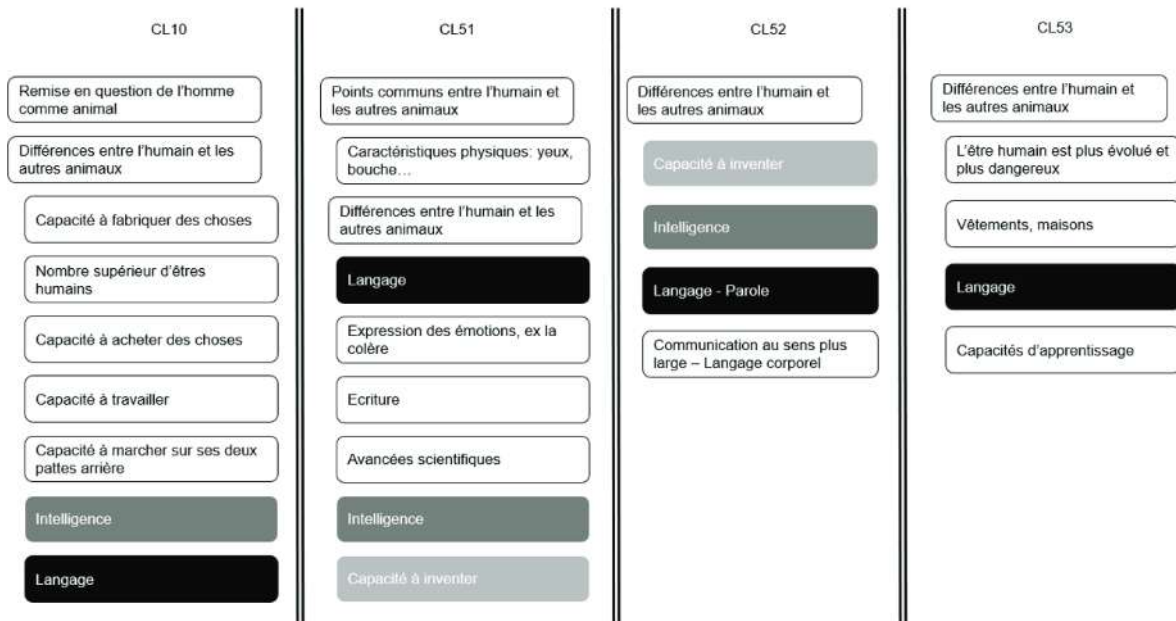 CL10
Remise en question de l'homme
comme animal
Différences entre l'humain et les
autres animaux
Capacité à fabriquer des choses
Nombre supérieur d'êtres
humains
Capacité à acheter des choses
Capacité à travailler
Capacité à marcher sur ses deux
pattes arrière
Intelligence
Langage
CL51
Points communs entre l'humain et
les autres animaux
Caractéristiques physiques: yeux,
bouche…
Différences entre l'humain et les
autres animaux
Langage
Expression des émotions, ex la
colère
Ecriture
Avancées scientifiques
Intelligence
Capacité à inventer
CL52
Différences entre l'humain et
les autres animaux
Capacité à inventer
Intelligence
Langage - Parole
Communication au sens plus
large – Langage corporel
CL53
Différences entre l'humain et
les autres animaux
L'être humain est plus évolué et
plus dangereux
Vêtements, maisons
Langage
Capacités d'apprentissage